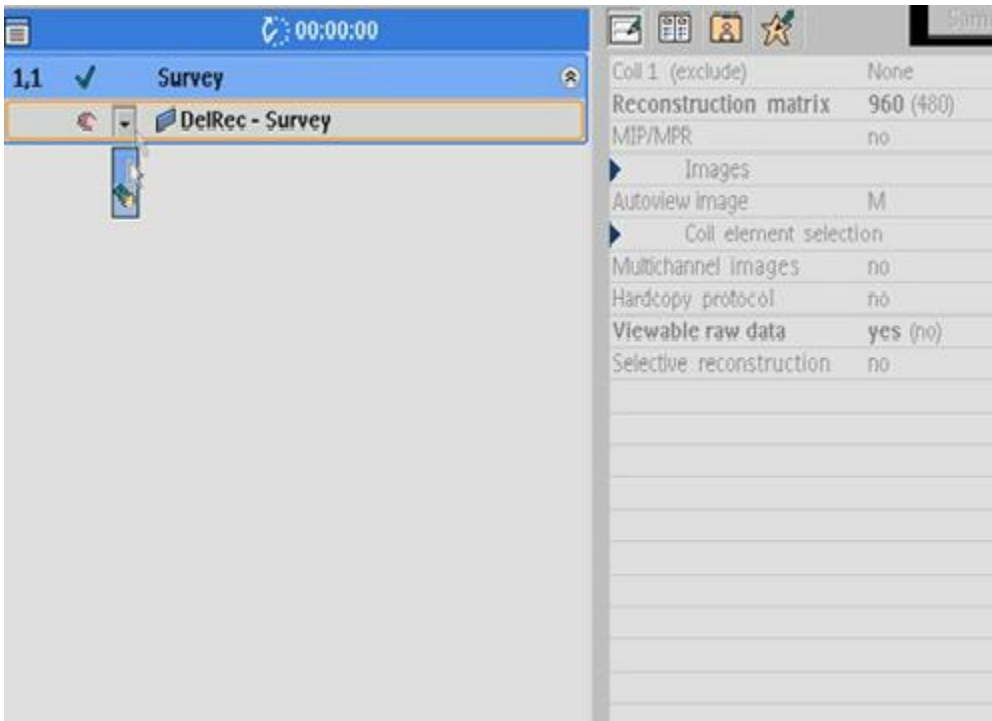 00:00:00
1,1 Survey
DelRec - Survey
Coil 1 (exclude) None
Reconstruction matrix 960 (480)
MIP/MPR no
Images
Autoview image M
Coil element selection
Multichannel images no
Hardcopy protocol no
Viewable raw data yes (no)
Selective reconstruction no